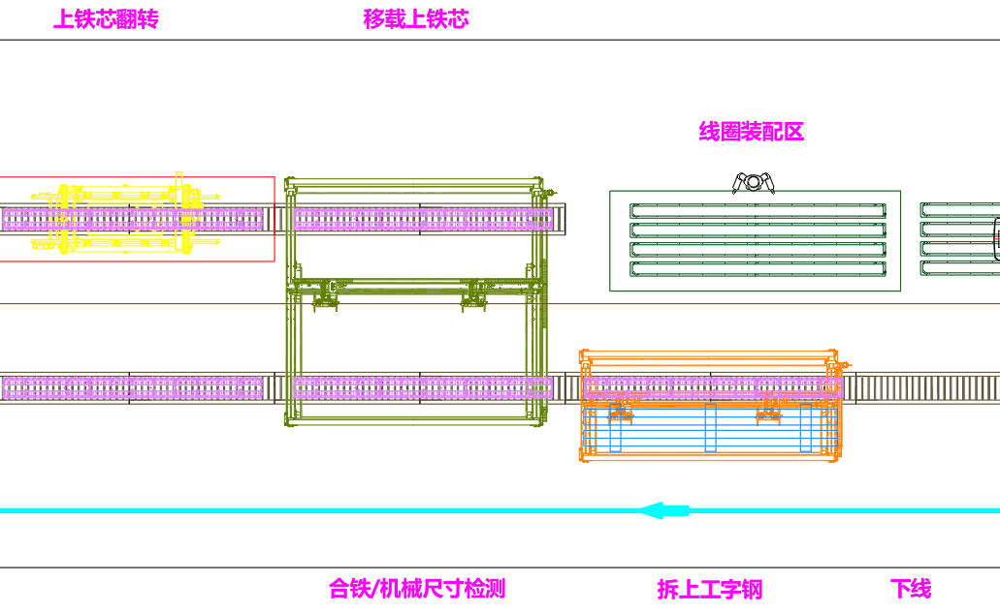 上铁芯翻转
移载上铁芯
线圈装配区
合铁/机械尺寸检测
拆上工字钢
下线